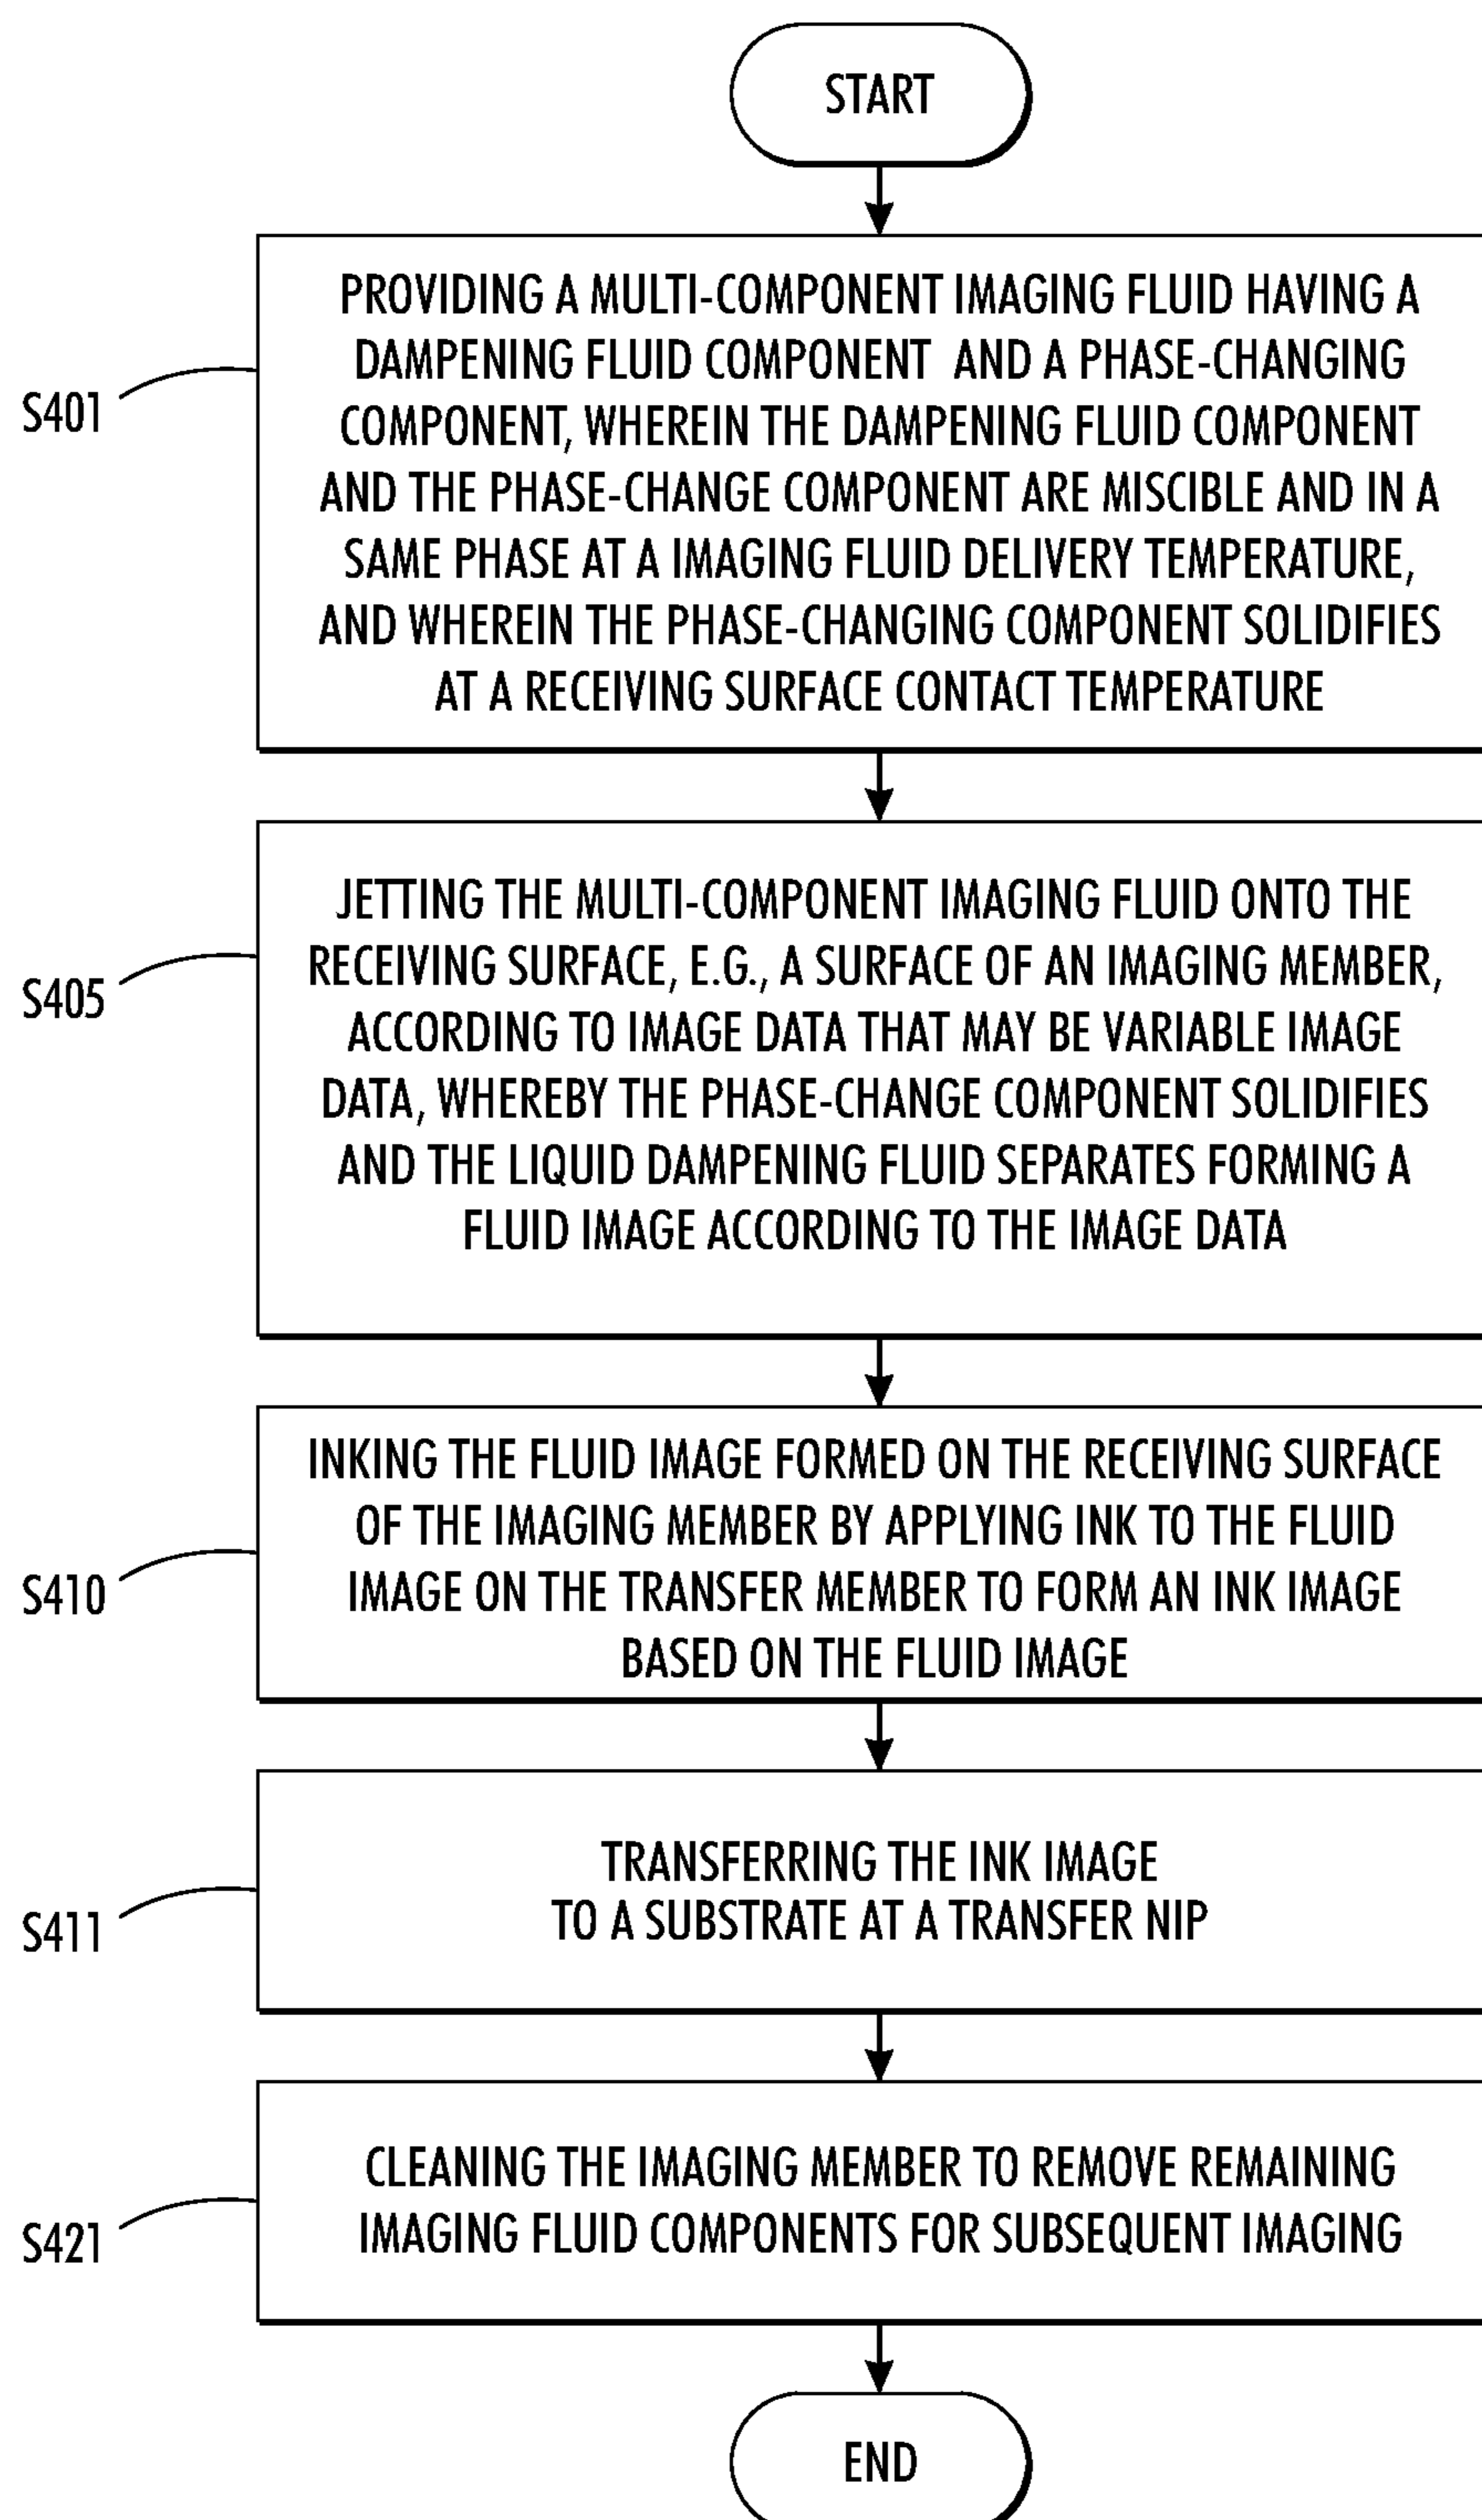 START
PROVIDING A MULTI-COMPONENT IMAGING FLUID HAVING A
DAMPENING FLUID COMPONENT AND A PHASE-CHANGING
COMPONENT, WHEREIN THE DAMPENING FLUID COMPONENT
AND THE PHASE-CHANGE COMPONENT ARE MISCIBLE AND IN A
SAME PHASE AT A IMAGING FLUID DELIVERY TEMPERATURE,
AND WHEREIN THE PHASE-CHANGING COMPONENT SOLIDIFIES
AT A RECEIVING SURFACE CONTACT TEMPERATURE
S401
JETTING THE MULTI-COMPONENT IMAGING FLUID ONTO THE
RECEIVING SURFACE, E.G., A SURFACE OF AN IMAGING MEMBER,
ACCORDING TO IMAGE DATA THAT MAY BE VARIABLE IMAGE
DATA, WHEREBY THE PHASE-CHANGE COMPONENT SOLIDIFIES
AND THE LIQUID DAMPENING FLUID SEPARATES FORMING A
FLUID IMAGE ACCORDING TO THE IMAGE DATA
S405
INKING THE FLUID IMAGE FORMED ON THE RECEIVING SURFACE
OF THE IMAGING MEMBER BY APPLYING INK TO THE FLUID
IMAGE ON THE TRANSFER MEMBER TO FORM AN INK IMAGE
BASED ON THE FLUID IMAGE
S410
TRANSFERRING THE INK IMAGE
TO A SUBSTRATE AT A TRANSFER NIP
S411
CLEANING THE IMAGING MEMBER TO REMOVE REMAINING
IMAGING FLUID COMPONENTS FOR SUBSEQUENT IMAGING
S421
END